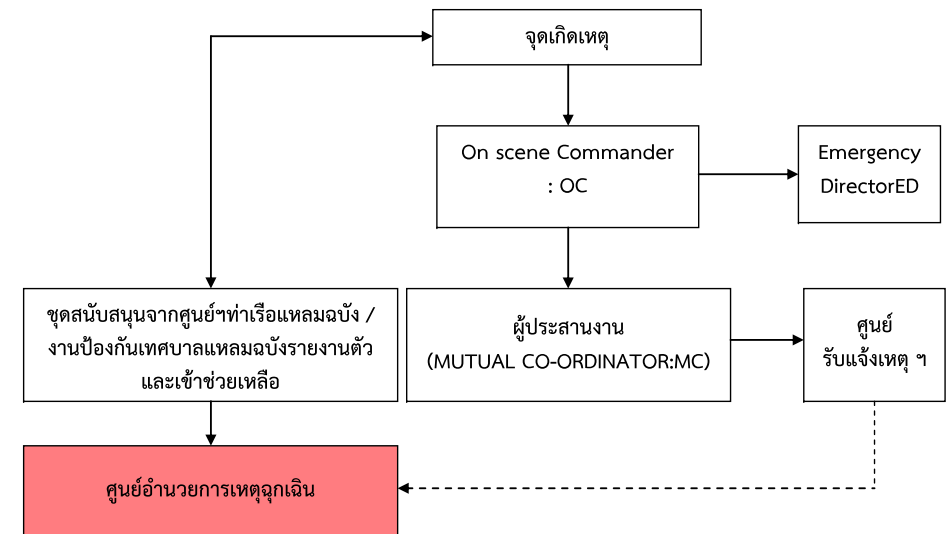 จุดเกิดเหตุ
On scene Commander
: OC
Emergency
DirectorED
ชุดสนับสนุนจากศูนย์ฯท่าเรือแหลมฉบัง /
งานป้องกันเทศบาลแหลมฉบังรายงานตัว
และเข้าช่วยเหลือ
ผู้ประสานงาน
(MUTUAL CO-ORDINATOR:MC)
ศูนย์
รับแจ้งเหตุ ฯ
ศูนย์อำนวยการเหตุฉุกเฉิน